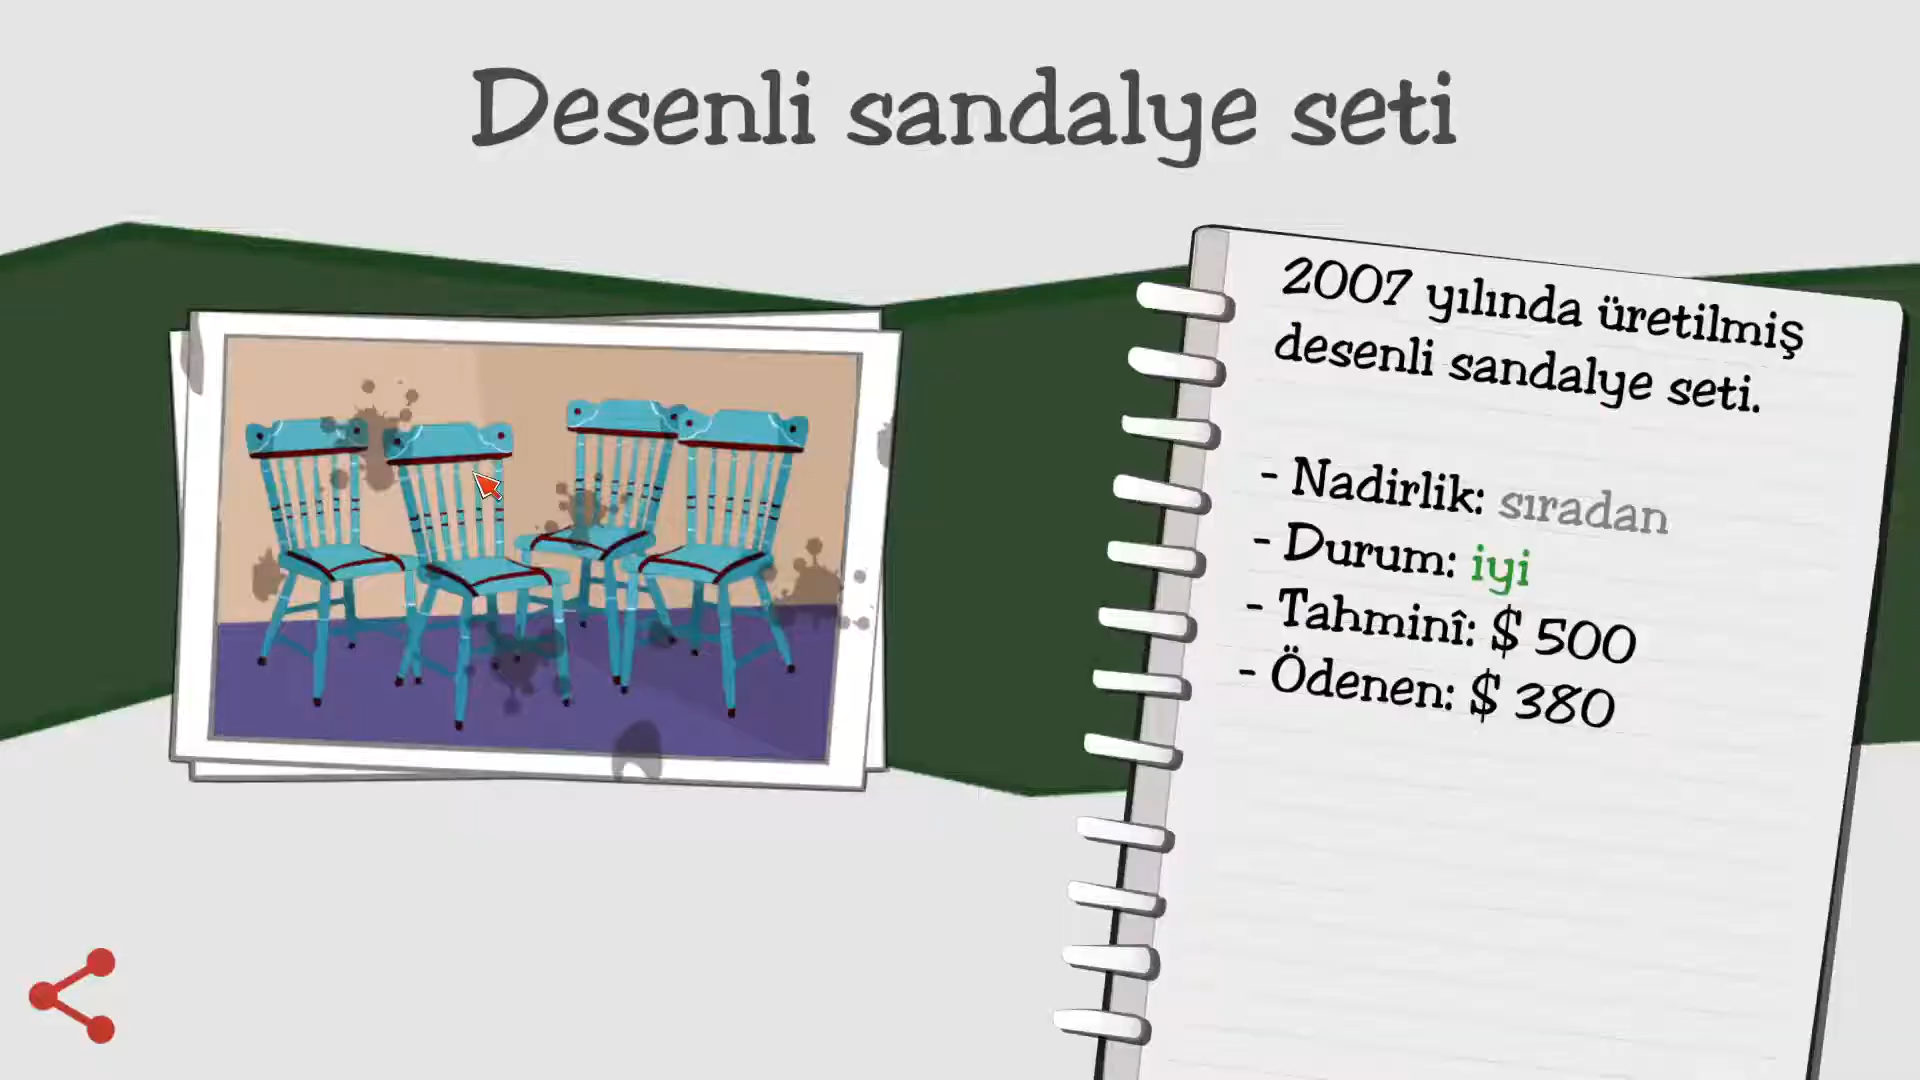 Desenli sandalye seti
2007 yılında üretilmiş
desenli sandalye seti.
- Nadirlik: sıradan
- Durum: iyi
- Tahminî: $ 500
- Ödenen: $ 380